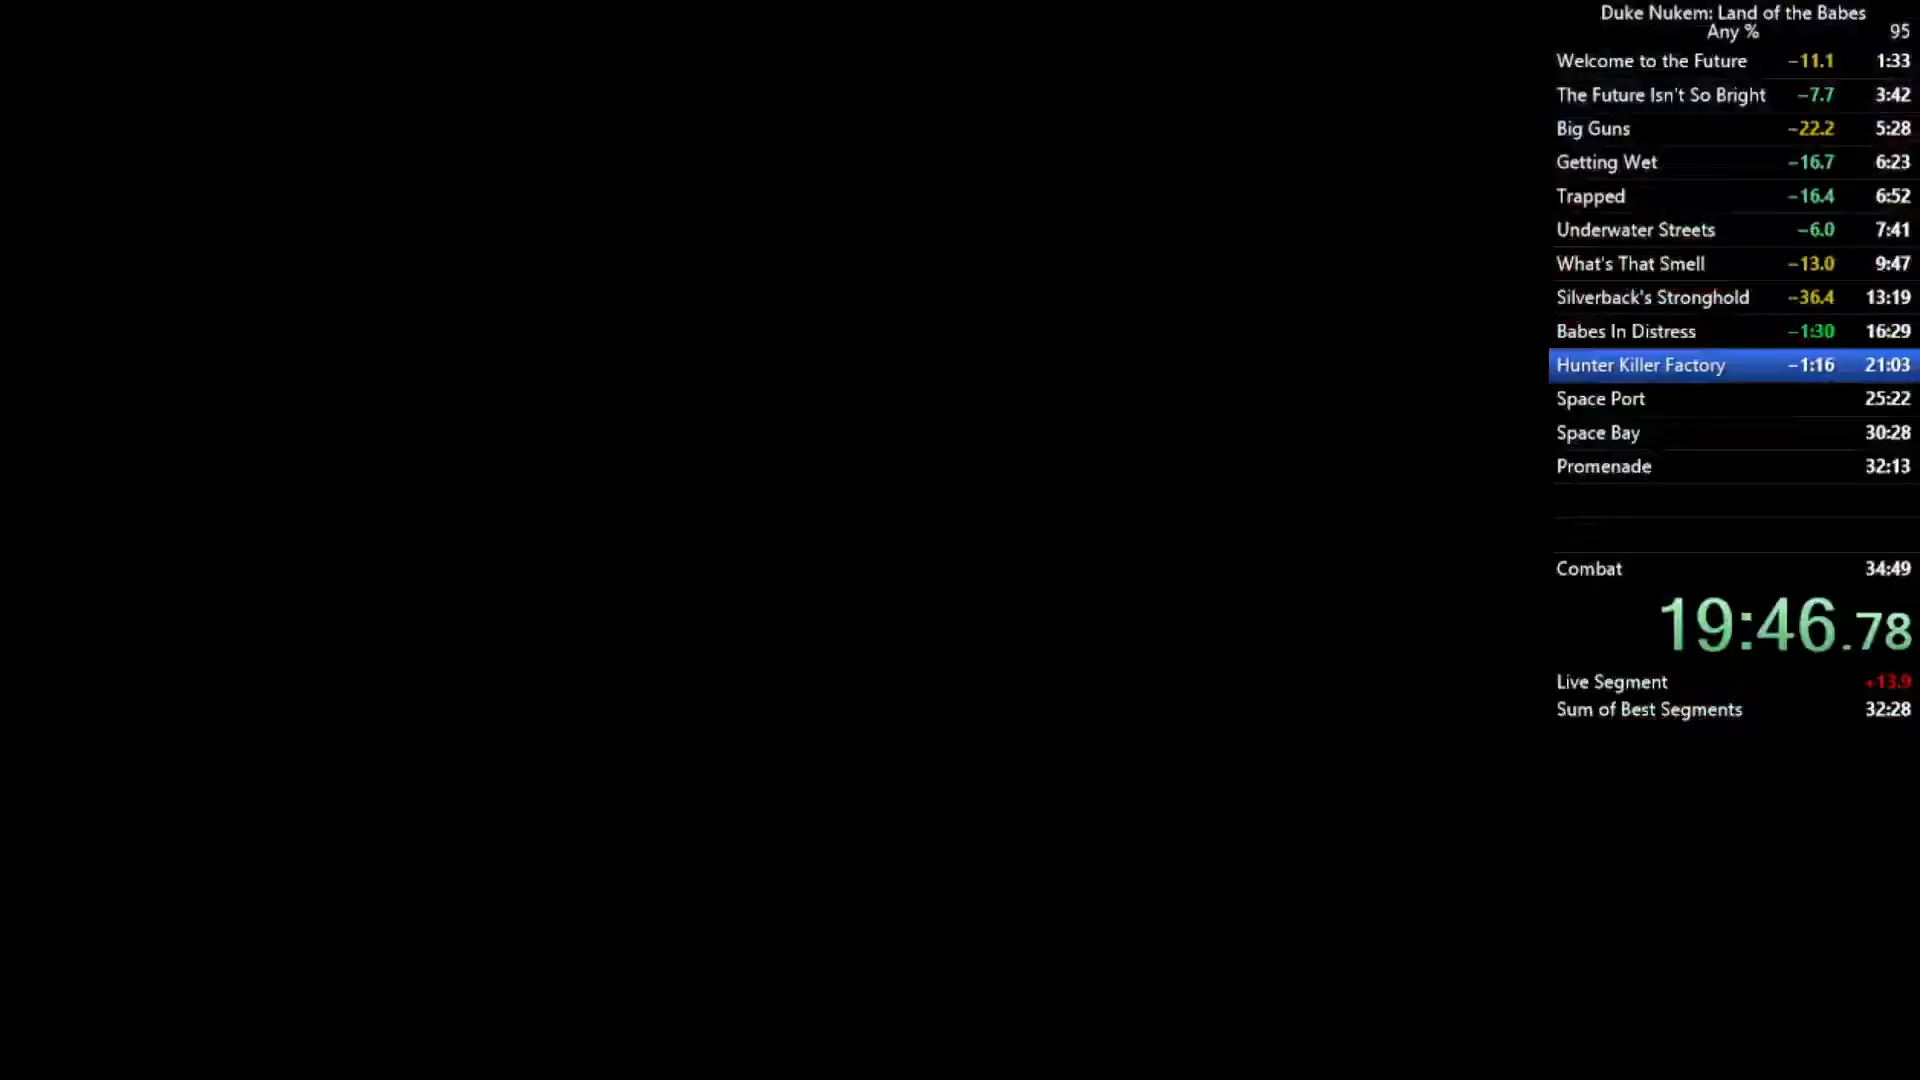 Duke Nukem: Land of the Babes
Any % 95
Welcome to the Future −11.1 1:33
The Future Isn't So Bright −7.7 3:42
Big Guns −22.2 5:28
Getting Wet −16.7 6:23
Trapped −16.4 6:52
Underwater Streets −6.0 7:41
What's That Smell −13.0 9:47
Silverback's Stronghold −36.4 13:19
Babes In Distress −1:30 16:29
Hunter Killer Factory −1:16 21:03
Space Port 25:22
Space Bay 30:28
Promenade 32:13
Combat 34:49
19:46.78
Live Segment +13.9
Sum of Best Segments 32:28